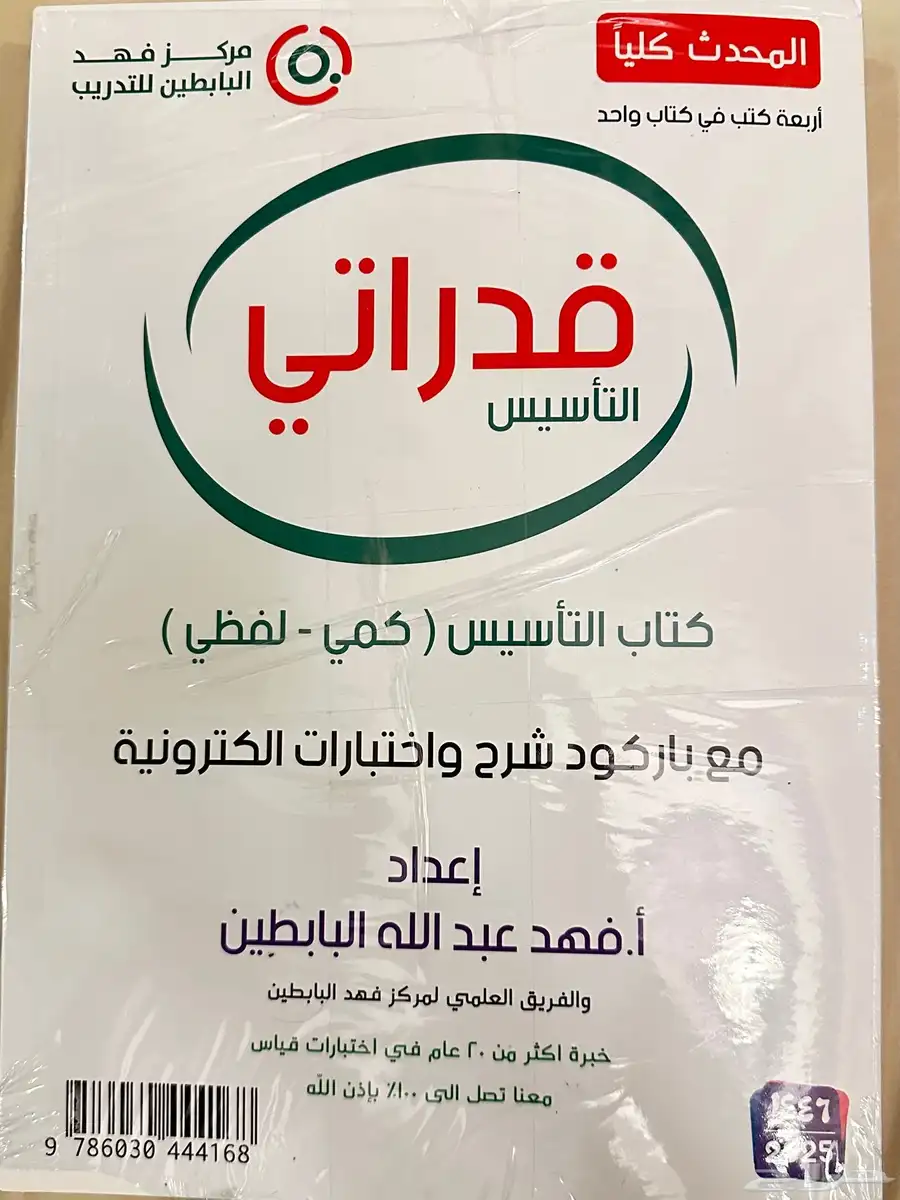 المحدث كلياً
أربعة كتب في كتاب واحد
مركز فهد
البابطين للتدريب
قدراتي
التأسيس
كتاب التأسيس ( كمي - لفظي )
مع باركود شرح واختبارات الكترونية
إعداد
أ.فهد عبد الله البابطين
والفريق العلمي لمركز فهد البابطين
خبرة اكثر من ٢٠ عام في اختبارات قياس
معنا تصل الى ١٠٠٪ بإذن الله
9 786030 444168
١٤٤٦
2025